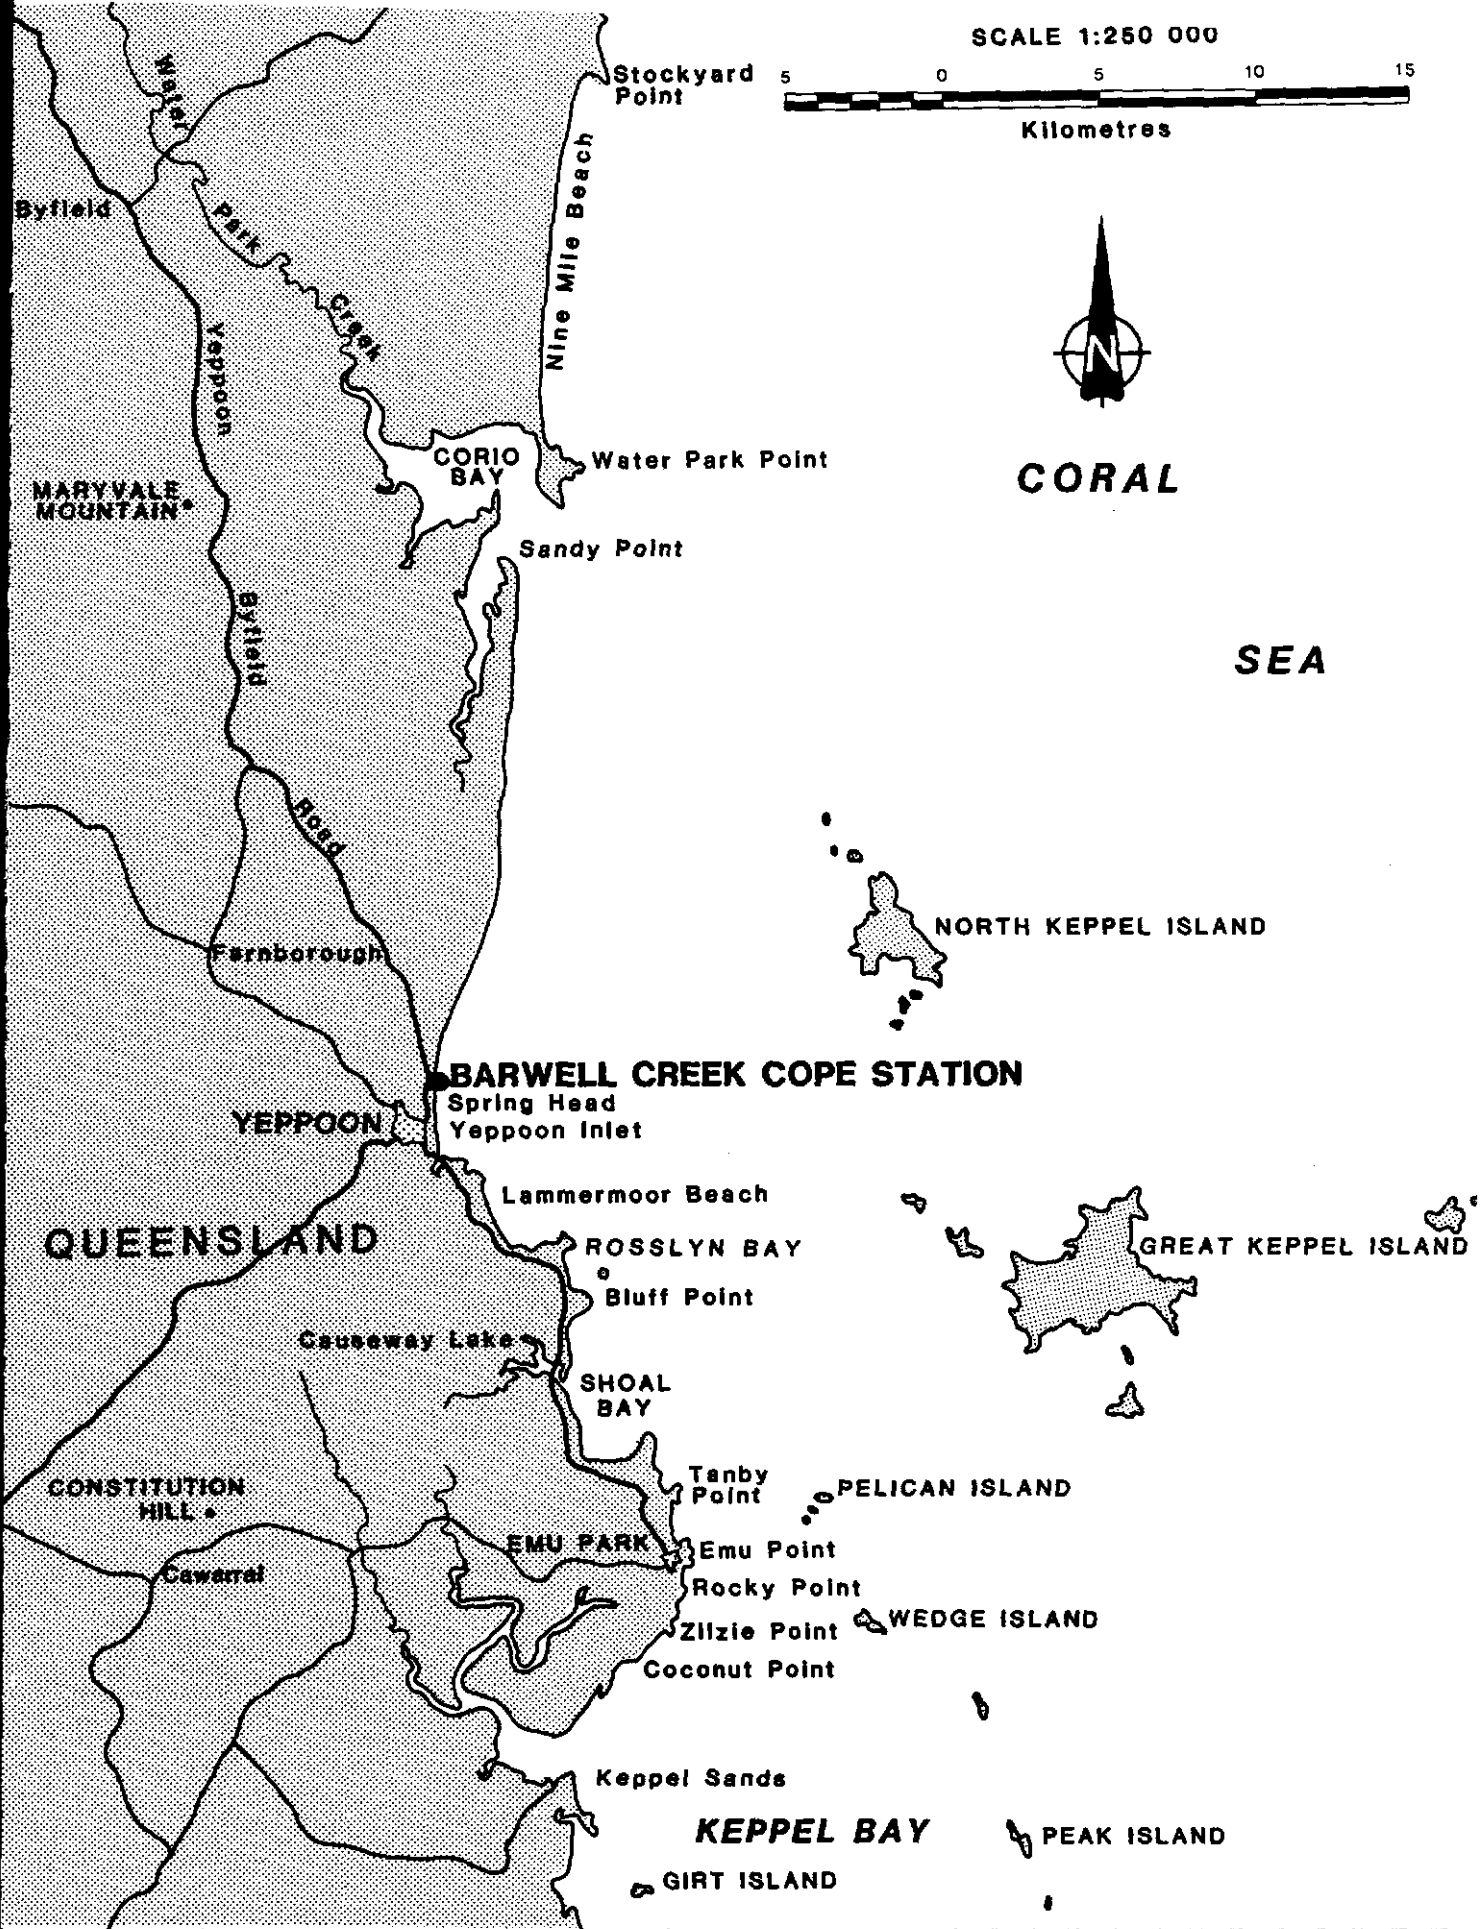 SCALE 1:250 000
5 0 5 10 15
Kilometres
Stockyard
Point
Water
Park
Creek
Nine Mile Beach
Byfield
Yeppoon
Byfield
Road
N
CORIO
BAY
Water Park Point
MARYVALE
MOUNTAIN
Sandy Point
CORAL
SEA
NORTH KEPPEL ISLAND
Farnborough
BARWELL CREEK COPE STATION
Spring Head
YEPPOON
Yeppoon Inlet
Lammermoor Beach
QUEENSLAND
ROSSLYN BAY
GREAT KEPPEL ISLAND
Bluff Point
Causeway Lake
SHOAL
BAY
CONSTITUTION
HILL
Tanby
Point
PELICAN ISLAND
EMU PARK
Emu Point
Cawarral
Rocky Point
WEDGE ISLAND
Zilzie Point
Coconut Point
Keppel Sands
KEPPEL BAY
PEAK ISLAND
GIRT ISLAND